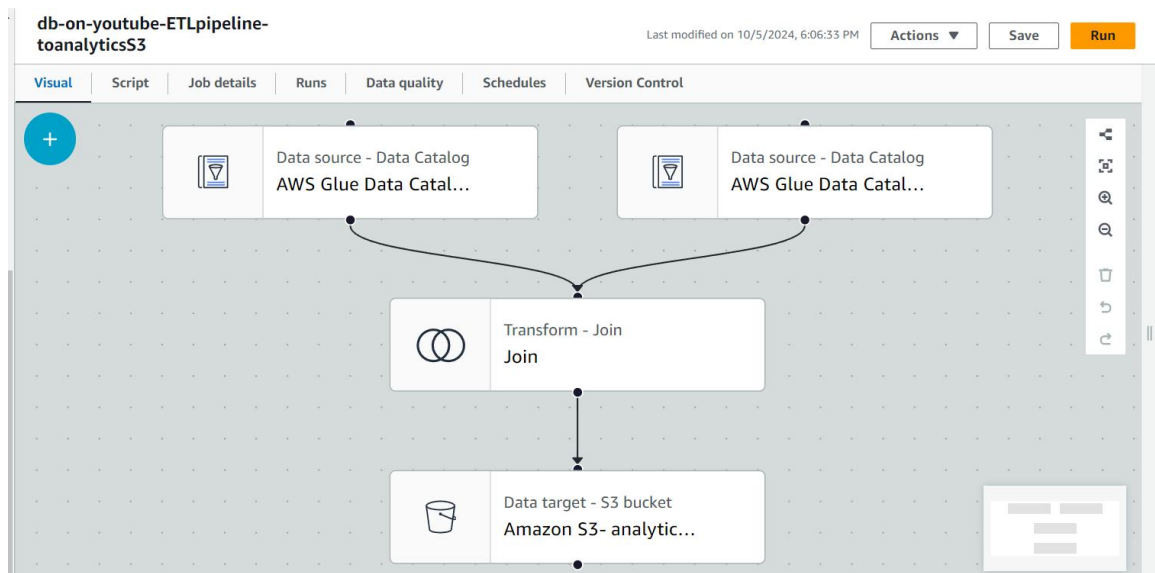 db-on-youtube-ETLpipeline-
toanalyticsS3
Last modified on 10/5/2024, 6:06:33 PM
Actions
Save
Run
Visual
Script
Job details
Runs
Data quality
Schedules
Version Control
Data source - Data Catalog
AWS Glue Data Catal...
Data source - Data Catalog
AWS Glue Data Catal...
Transform - Join
Join
Data target - S3 bucket
Amazon S3- analytic...